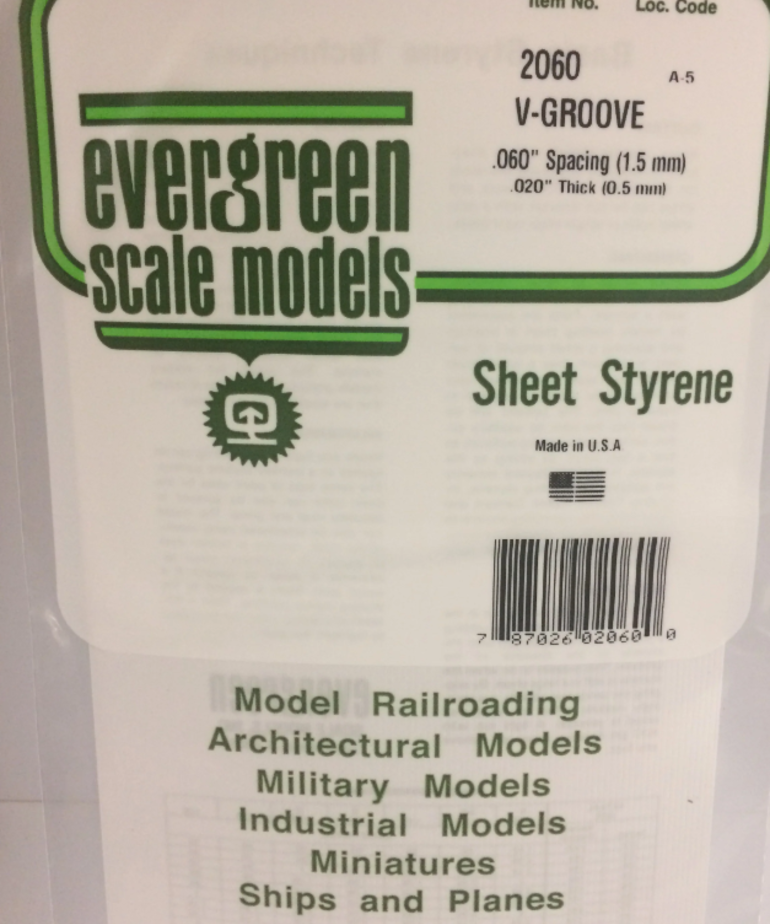 Item No. Loc. Code
2060 A-5
V-GROOVE
.060" Spacing (1.5 mm)
.020" Thick (0.5 mm)
evergreen
scale models
Sheet Styrene
Made in U.S.A
7 87026 02060 0
Model Railroading
Architectural Models
Military Models
Industrial Models
Miniatures
Ships and Planes